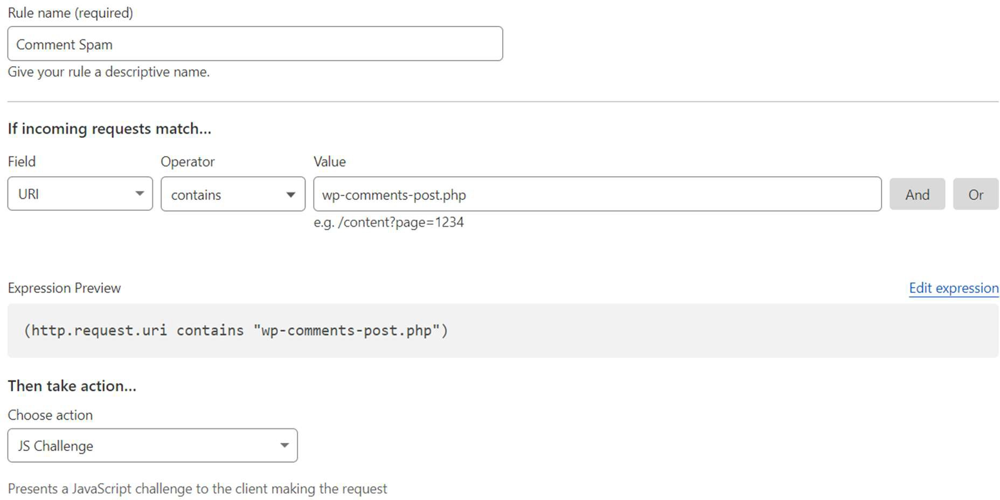 Rule name (required)
Comment Spam
Give your rule a descriptive name.
If incoming requests match...
Field Operator Value
URI contains wp-comments-post.php And Or
e.g. /content?page=1234
Expression Preview Edit expression
(http.request.uri contains "wp-comments-post.php")
Then take action...
Choose action
JS Challenge
Presents a JavaScript challenge to the client making the request